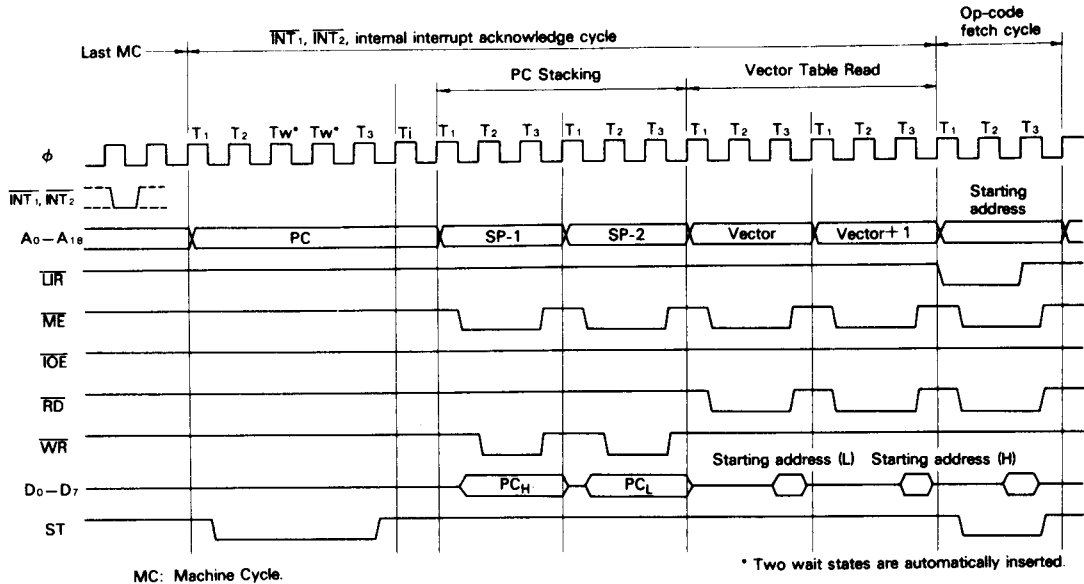 Last MC
INT1, INT2, internal interrupt acknowledge cycle
Op-code
fetch cycle
PC Stacking
Vector Table Read
T1 T2 Tw* Tw* T3 Ti T1 T2 T3 T1 T2 T3 T1 T2 T3 T1 T2 T3 T1 T2 T3
φ
INT1, INT2
Starting
address
A0–A18 PC SP-1 SP-2 Vector Vector+1
LIR
ME
IOE
RD
WR
Starting address (L) Starting address (H)
D0–D7 PCH PCL
ST
MC: Machine Cycle.
* Two wait states are automatically inserted.